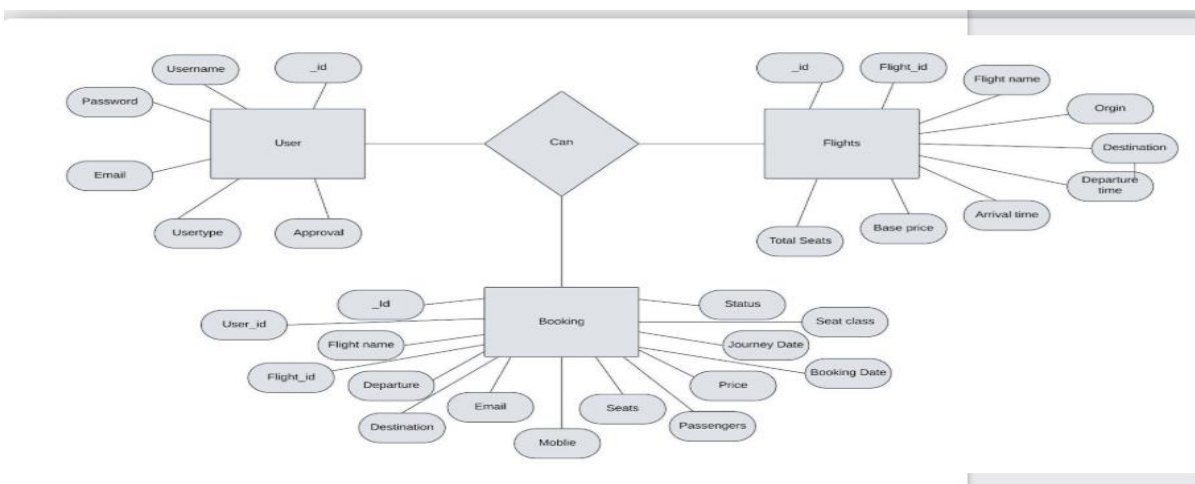 Username
_id
Password
User
Email
Usertype
Approval
Can
_id
Flight_id
Flight name
Orgin
Flights
Destination
Departure
time
Arrival time
Base price
Total Seats
_Id
User_id
Flight name
Flight_id
Departure
Destination
Email
Moblie
Booking
Status
Seat class
Journey Date
Booking Date
Price
Seats
Passengers